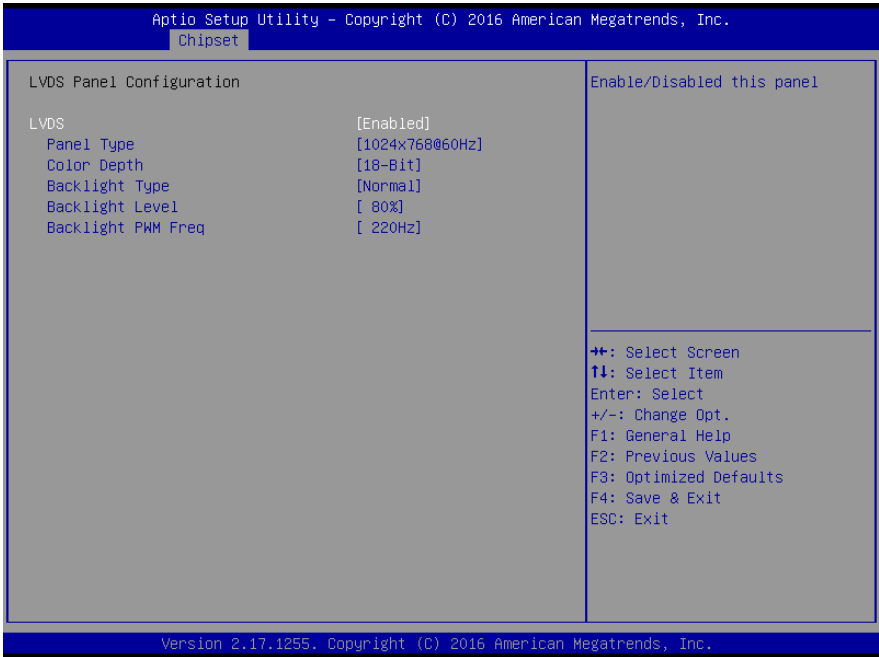 Aptio Setup Utility – Copyright (C) 2016 American Megatrends, Inc.
Chipset
LVDS Panel Configuration
LVDS [Enabled]
Panel Type [1024x768@60Hz]
Color Depth [18-Bit]
Backlight Type [Normal]
Backlight Level [ 80%]
Backlight PWM Freq [ 220Hz]
Enable/Disabled this panel
→←: Select Screen
↑↓: Select Item
Enter: Select
+/-: Change Opt.
F1: General Help
F2: Previous Values
F3: Optimized Defaults
F4: Save & Exit
ESC: Exit
Version 2.17.1255. Copyright (C) 2016 American Megatrends, Inc.